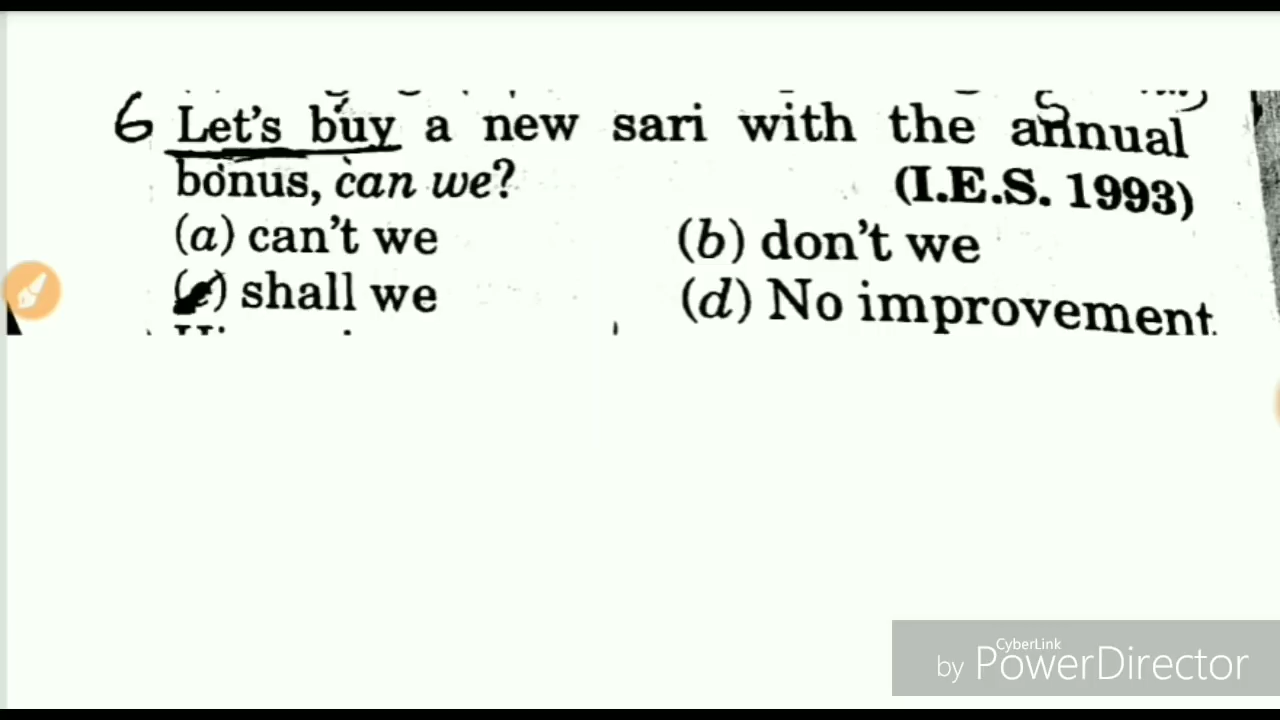 6 Let's buy a new sari with the annual
bonus, can we?
(I.E.S. 1993)
(a) can't we
(b) don't we
( ) shall we
(d) No improvement
CyberLink
by PowerDirector